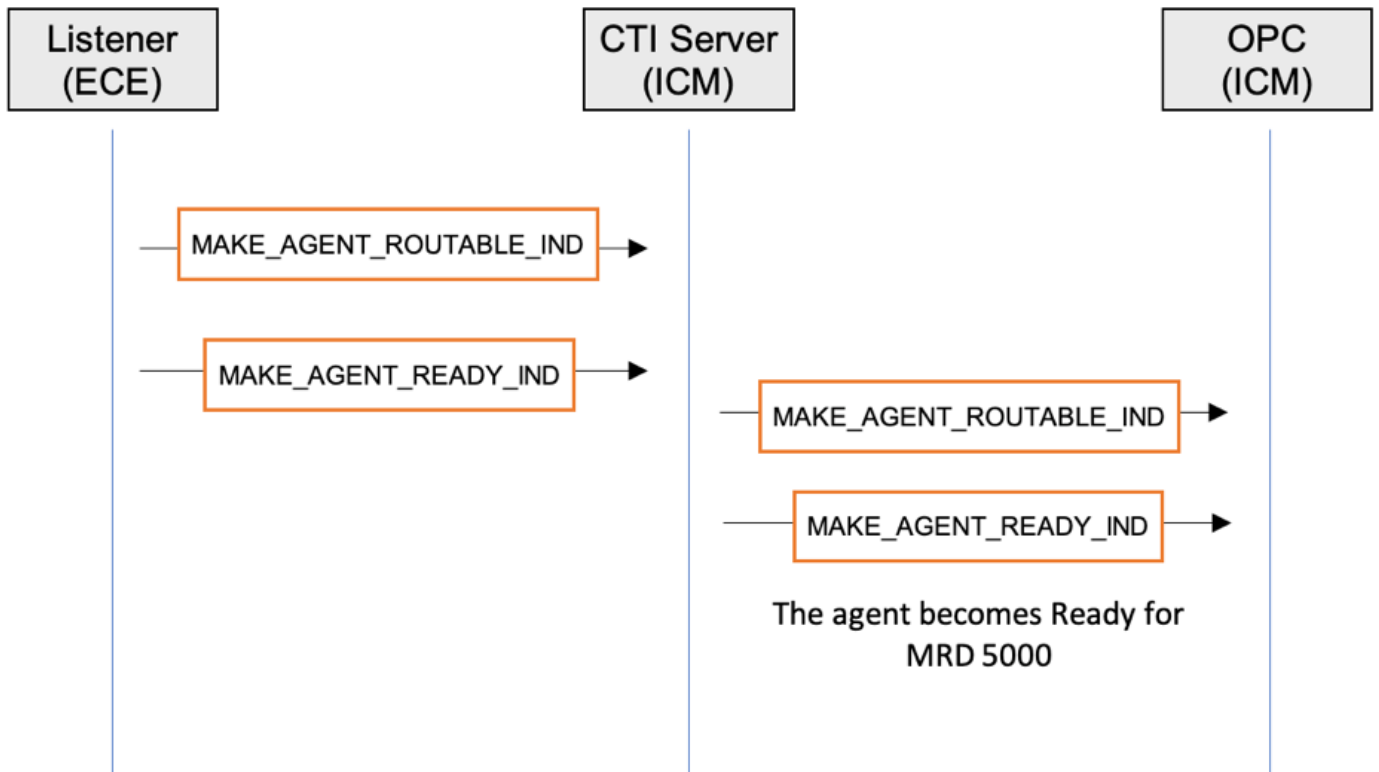 Listener
(ECE)
CTI Server
(ICM)
OPC
(ICM)
MAKE_AGENT_ROUTABLE_IND
MAKE_AGENT_READY_IND
MAKE_AGENT_ROUTABLE_IND
MAKE_AGENT_READY_IND
The agent becomes Ready for
MRD 5000